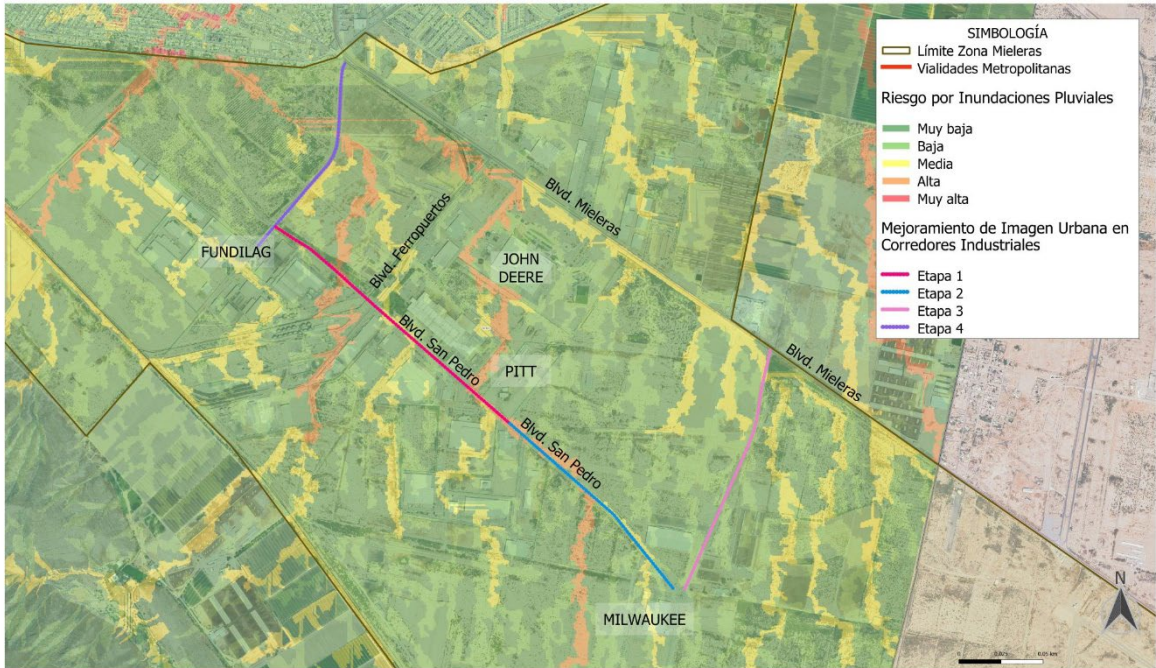 SIMBOLOGÍA
Límite Zona Mieleras
Vialidades Metropolitanas
Riesgo por Inundaciones Pluviales
Muy baja
Baja
Media
Alta
Muy alta
Mejoramiento de Imagen Urbana en
Corredores Industriales
Etapa 1
Etapa 2
Etapa 3
Etapa 4
Blvd. Mieleras
Blvd. Ferropuertos
FUNDILAG
JOHN
DEERE
Blvd. San Pedro
PITT
Blvd. Mieleras
Blvd. San Pedro
MILWAUKEE
N